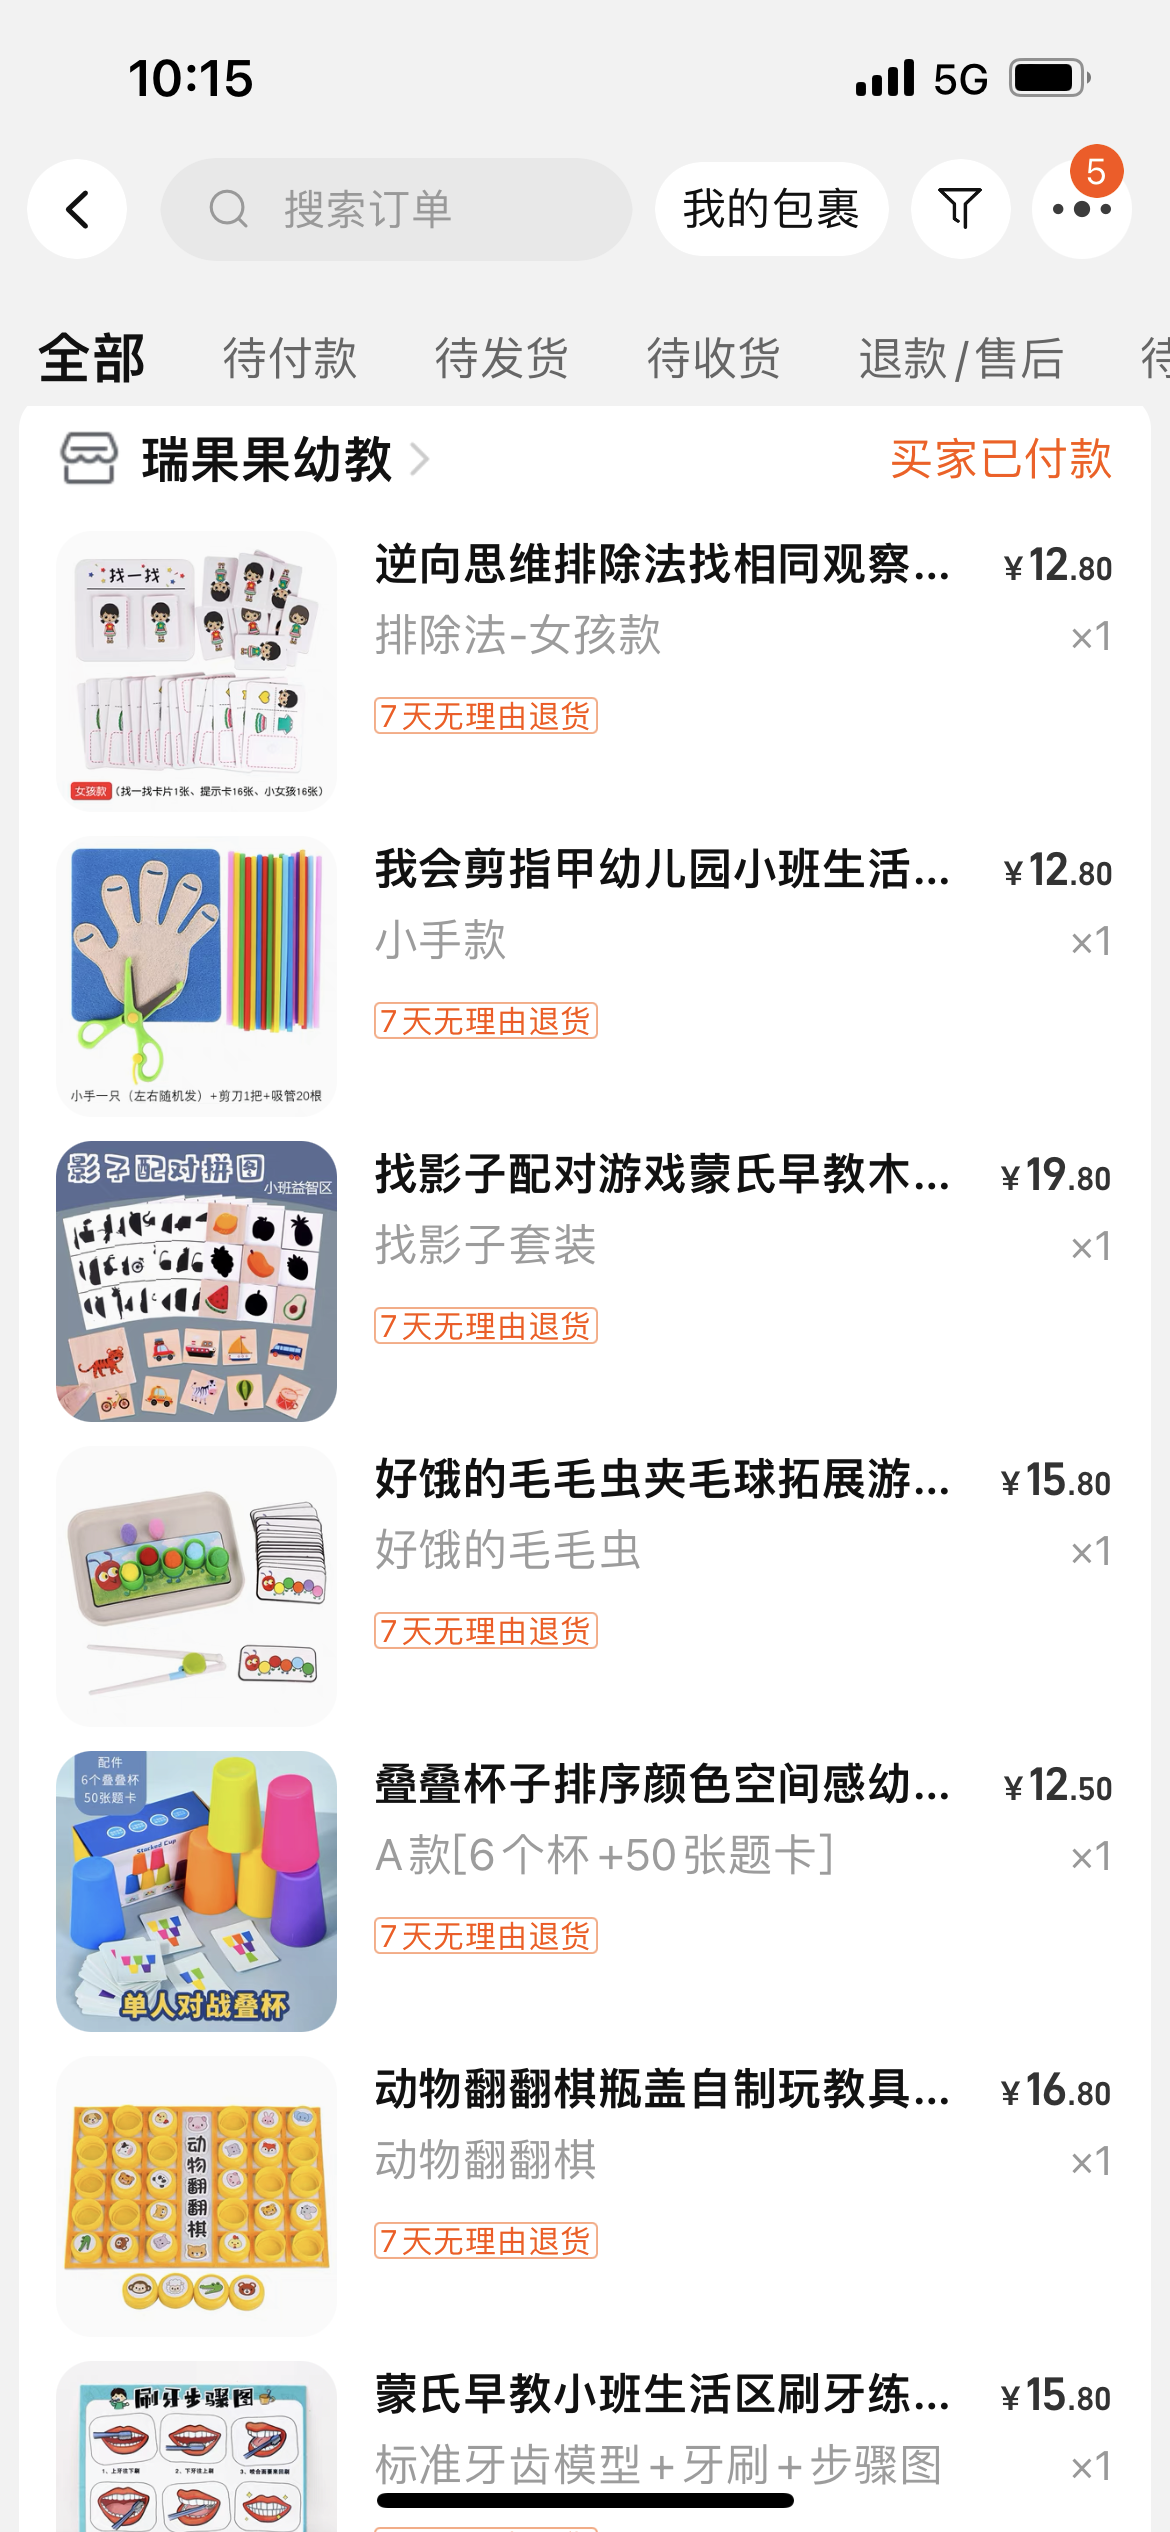 10:15
5G
搜索订单
我的包裹
5
全部
待付款
待发货
待收货
退款/售后
瑞果果幼教
买家已付款
找一找
女孩款 (找一找卡片1张、提示卡16张、小女孩16张)
逆向思维排除法找相同观察...
¥12.80
排除法-女孩款
×1
7天无理由退货
小手一只（左右随机发）+剪刀1把+吸管20根
我会剪指甲幼儿园小班生活...
¥12.80
小手款
×1
7天无理由退货
影子配对拼图
小班益智区
找影子配对游戏蒙氏早教木...
¥19.80
找影子套装
×1
7天无理由退货
好饿的毛毛虫夹毛球拓展游...
¥15.80
好饿的毛毛虫
×1
7天无理由退货
配件
6个叠叠杯
50张题卡
Stacked Cup
单人对战叠杯
叠叠杯子排序颜色空间感幼...
¥12.50
A款[6个杯+50张题卡]
×1
7天无理由退货
动物翻翻棋
动物翻翻棋瓶盖自制玩教具...
¥16.80
动物翻翻棋
×1
7天无理由退货
刷牙步骤图
1、上牙往下刷
2、下牙往上刷
蒙氏早教小班生活区刷牙练...
¥15.80
标准牙齿模型+牙刷+步骤图
×1